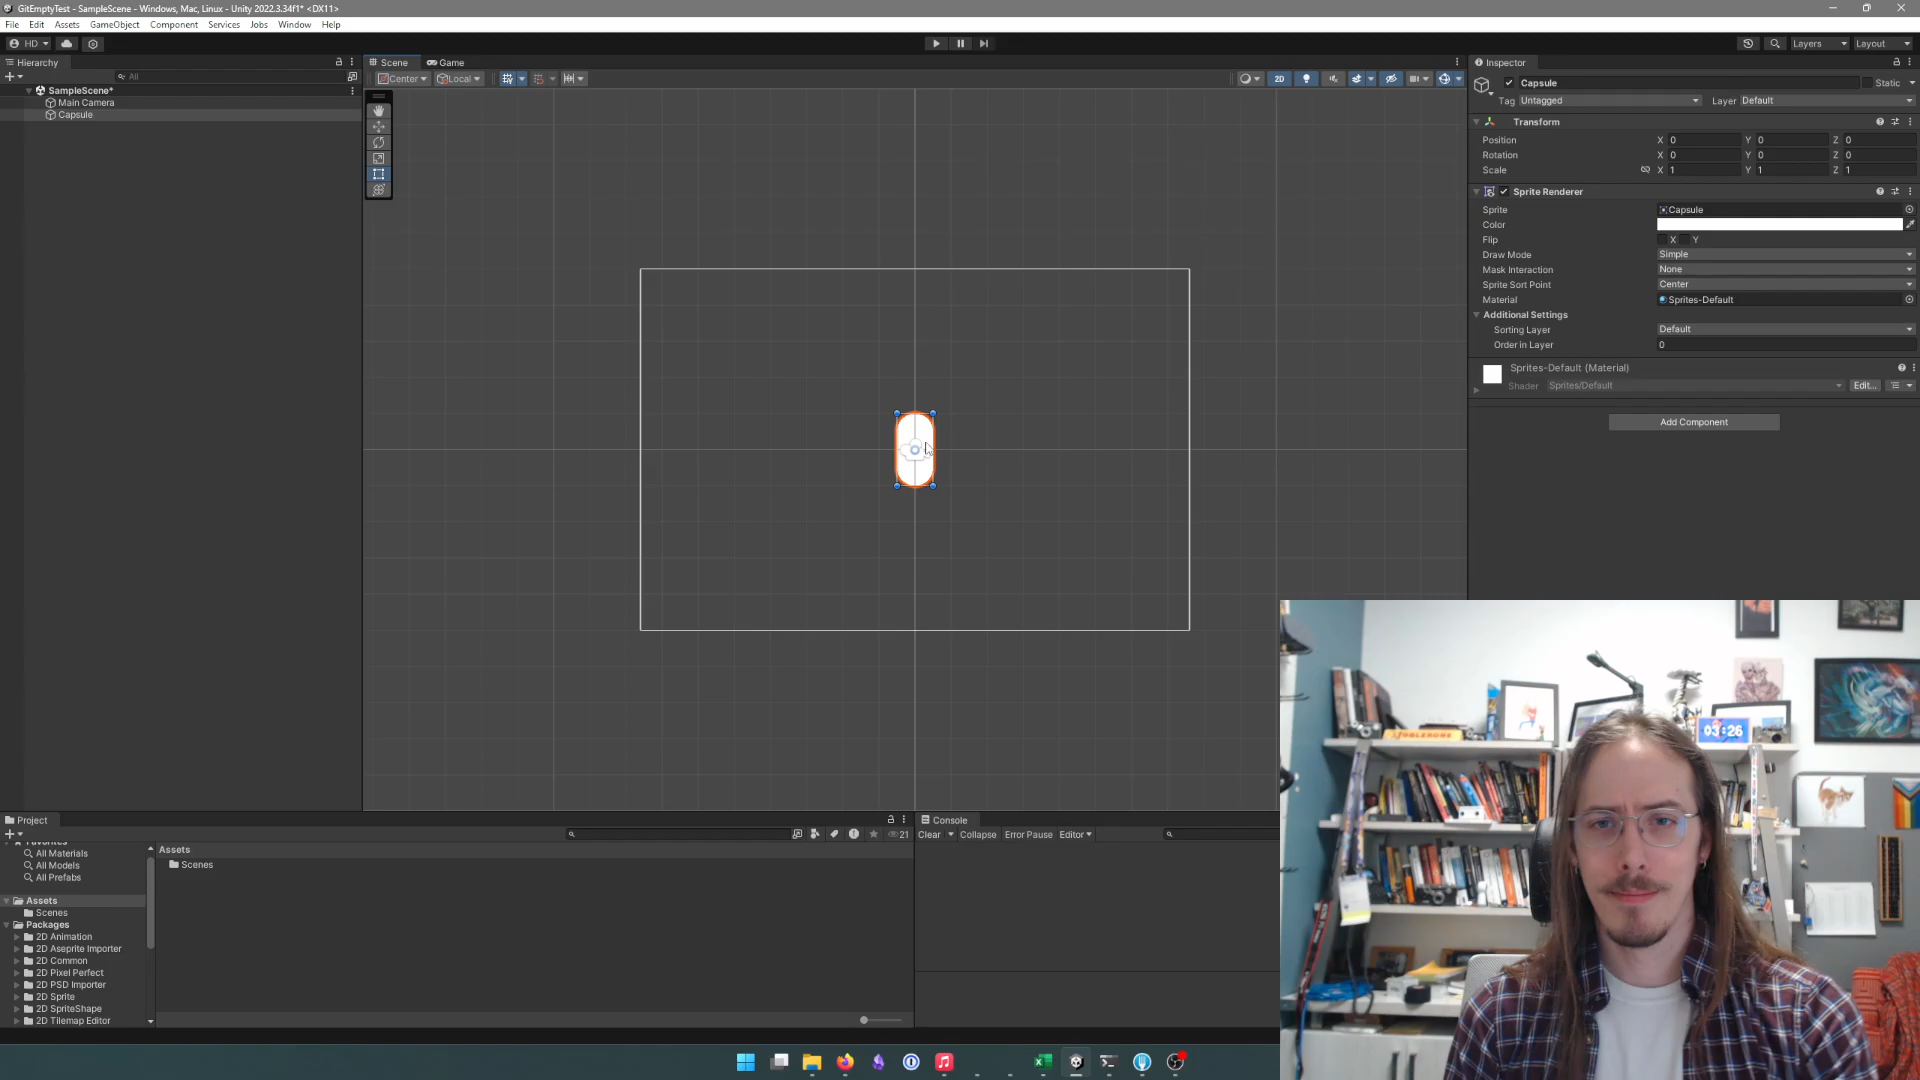 GitEmptyTest - SampleScene - Windows, Mac, Linux - Unity 2022.3.34f1* <DX11>
File Edit Assets GameObject Component Services Jobs Window Help
HD Layers Layout
Hierarchy
All
SampleScene*
Main Camera
Capsule
Scene Game
Center Local 2D
Inspector
Capsule Static
Tag Untagged Layer Default
Transform
Position X 0 Y 0 Z 0
Rotation X 0 Y 0 Z 0
Scale X 1 Y 1 Z 1
Sprite Renderer
Sprite Capsule
Color
Flip X Y
Draw Mode Simple
Mask Interaction None
Sprite Sort Point Center
Material Sprites-Default
Additional Settings
Sorting Layer Default
Order in Layer 0
Sprites-Default (Material)
Shader Sprites/Default Edit...
Add Component
Project
21
Favorites
All Materials
All Models
All Prefabs
Assets
Scenes
Packages
2D Animation
2D Aseprite Importer
2D Common
2D Pixel Perfect
2D PSD Importer
2D Sprite
2D SpriteShape
2D Tilemap Editor
Assets
Scenes
Console
Clear Collapse Error Pause Editor
TOBLERONE
03:26